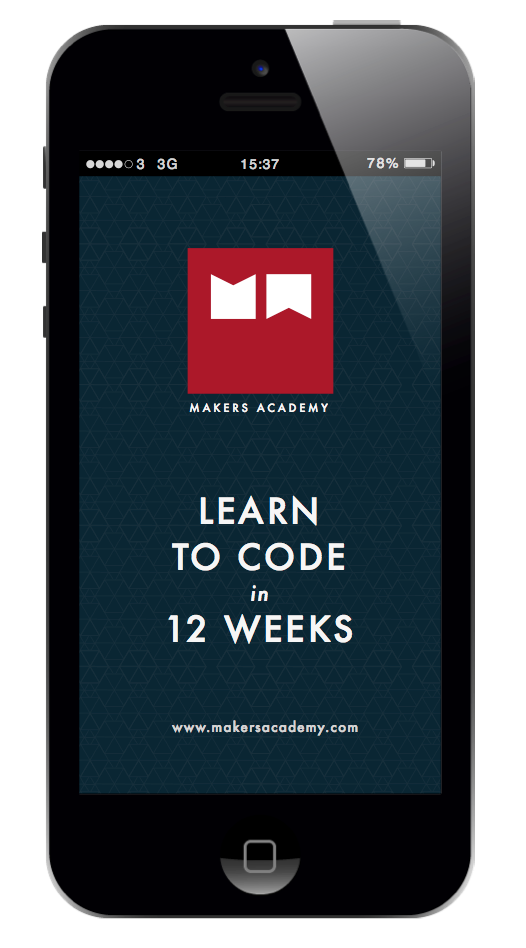 3 3G 15:37 78%
MAKERS ACADEMY
LEARN
TO CODE
in
12 WEEKS
www.makersacademy.com